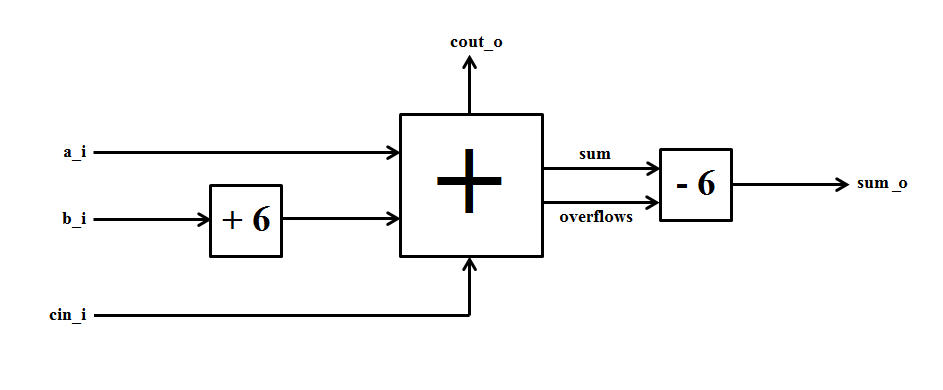 cout_o
a_i
sum
+
- 6
sum_o
b_i
+ 6
overflows
cin_i